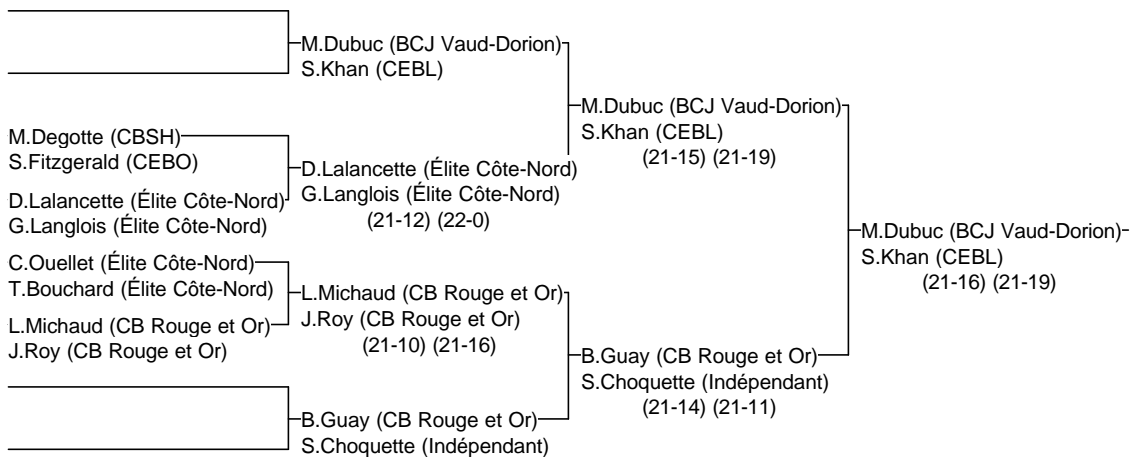 M.Dubuc (BCJ Vaud-Dorion)
S.Khan (CEBL)
M.Degotte (CBSH)
S.Fitzgerald (CEBO)
D.Lalancette (Élite Côte-Nord)
G.Langlois (Élite Côte-Nord)
D.Lalancette (Élite Côte-Nord)
G.Langlois (Élite Côte-Nord)
(21-12) (22-0)
M.Dubuc (BCJ Vaud-Dorion)
S.Khan (CEBL)
(21-15) (21-19)
C.Ouellet (Élite Côte-Nord)
T.Bouchard (Élite Côte-Nord)
L.Michaud (CB Rouge et Or)
J.Roy (CB Rouge et Or)
L.Michaud (CB Rouge et Or)
J.Roy (CB Rouge et Or)
(21-10) (21-16)
B.Guay (CB Rouge et Or)
S.Choquette (Indépendant)
B.Guay (CB Rouge et Or)
S.Choquette (Indépendant)
(21-14) (21-11)
M.Dubuc (BCJ Vaud-Dorion)
S.Khan (CEBL)
(21-16) (21-19)